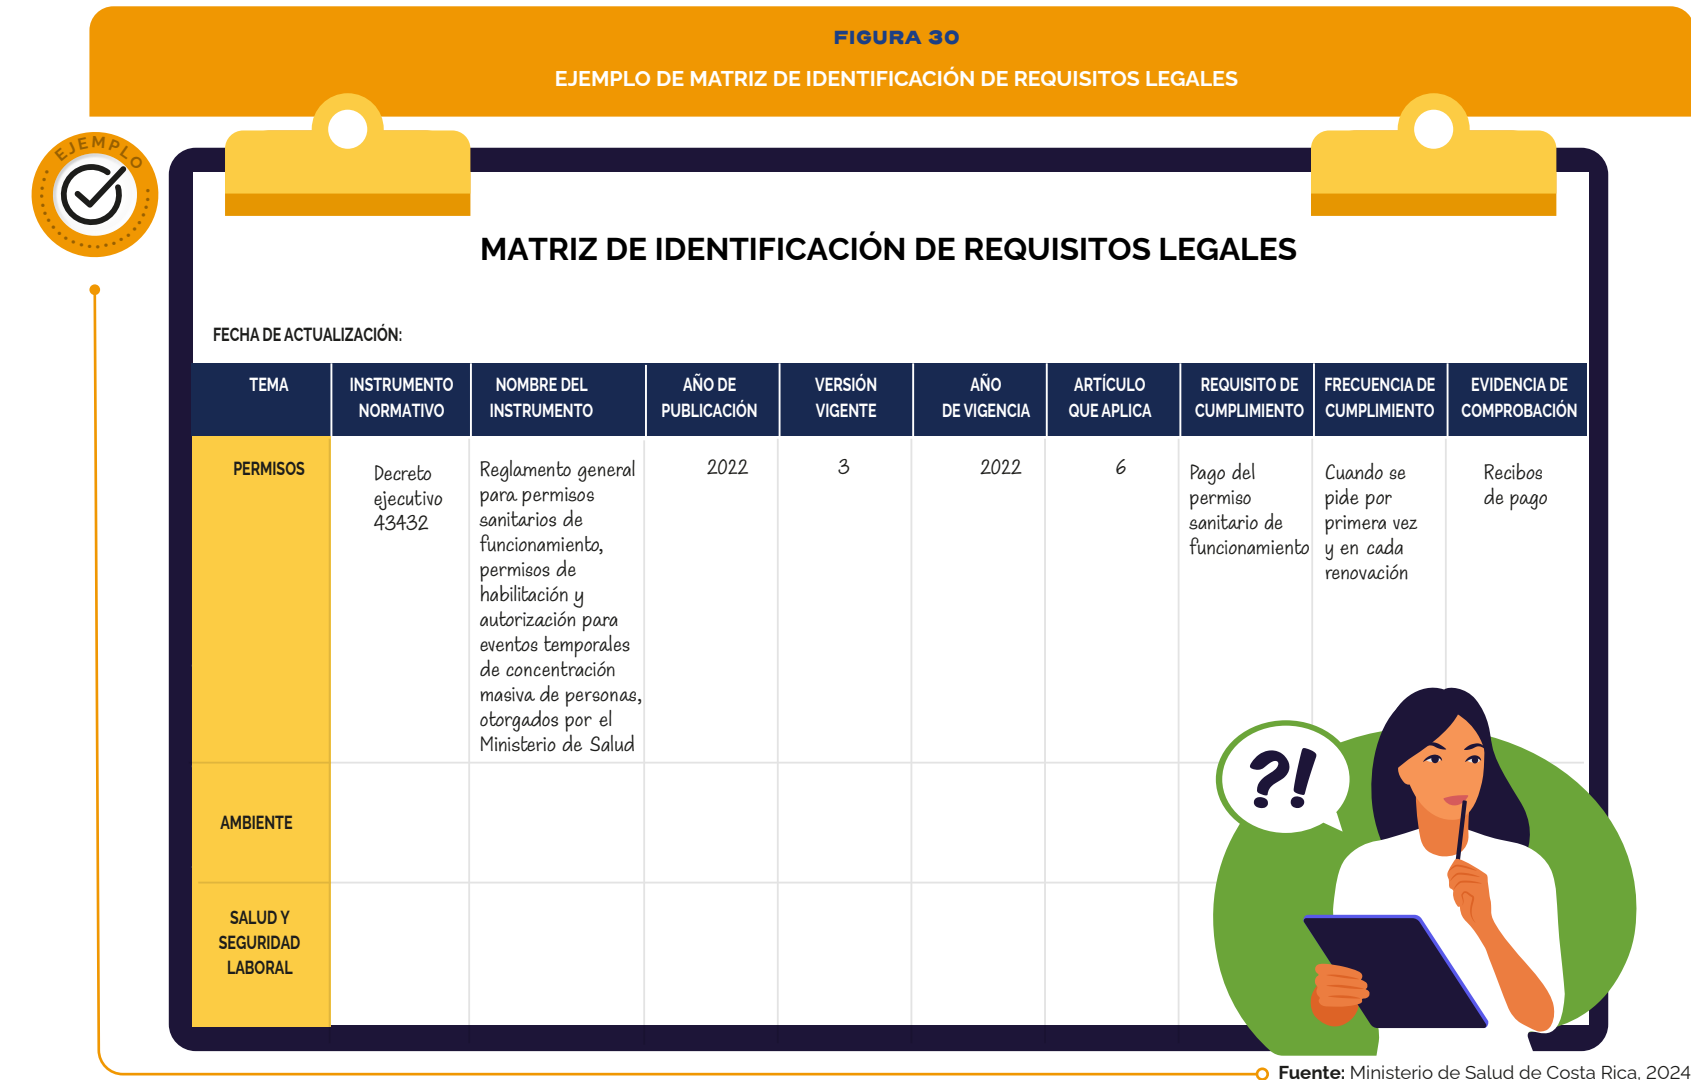 FIGURA 30
EJEMPLO DE MATRIZ DE IDENTIFICACIÓN DE REQUISITOS LEGALES
EJEMPLO
MATRIZ DE IDENTIFICACIÓN DE REQUISITOS LEGALES
FECHA DE ACTUALIZACIÓN:
TEMA
INSTRUMENTO
NORMATIVO
NOMBRE DEL
INSTRUMENTO
AÑO DE
PUBLICACIÓN
VERSIÓN
VIGENTE
AÑO
DE VIGENCIA
ARTÍCULO
QUE APLICA
REQUISITO DE
CUMPLIMIENTO
FRECUENCIA DE
CUMPLIMIENTO
EVIDENCIA DE
COMPROBACIÓN
PERMISOS
Decreto
ejecutivo
43432
Reglamento general
para permisos
sanitarios de
funcionamiento,
permisos de
habilitación y
autorización para
eventos temporales
de concentración
masiva de personas,
otorgados por el
Ministerio de Salud
2022
3
2022
6
Pago del
permiso
sanitario de
funcionamiento
Cuando se
pide por
primera vez
y en cada
renovación
Recibos
de pago
AMBIENTE
SALUD Y
SEGURIDAD
LABORAL
?!
Fuente: Ministerio de Salud de Costa Rica, 2024